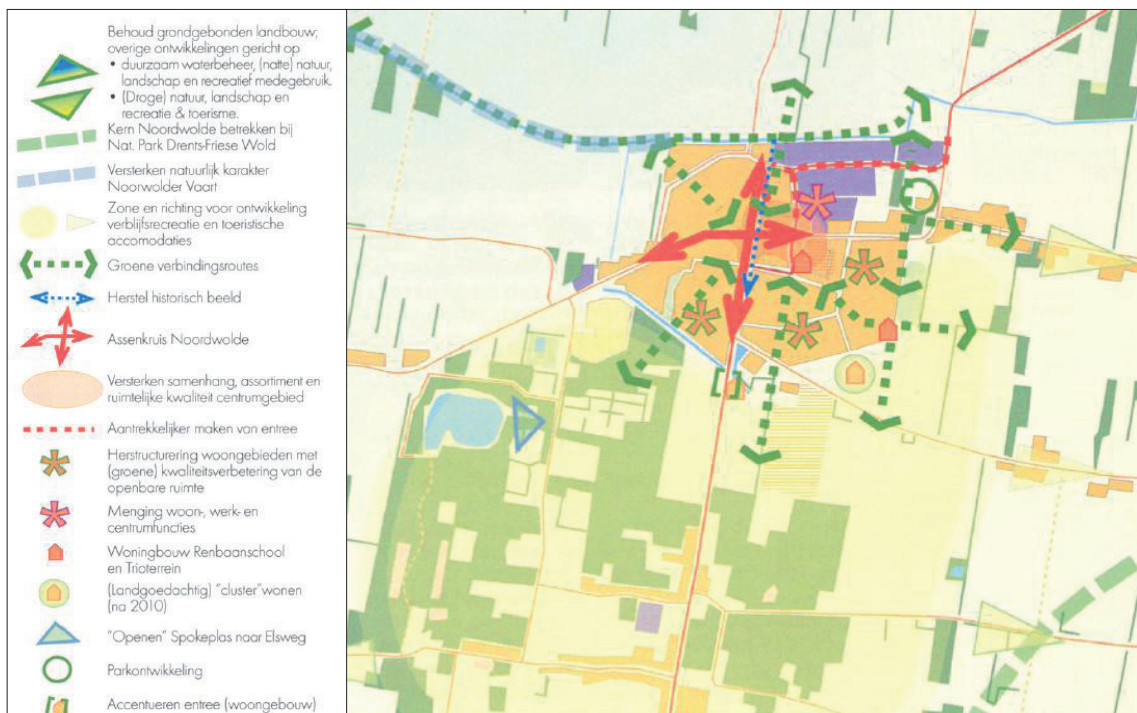 Behoud grondgebonden landbouw;
overige ontwikkelingen gericht op
• duurzaam waterbeheer, (natte) natuur,
landschap en recreatief medegebruik.
• (Droge) natuur, landschap en
recreatie & toerisme.
Kern Noordwolde betrekken bij
Nat. Park Drents-Friese Wold
Versterken natuurlijk karakter
Noorwolder Vaart
Zone en richting voor ontwikkeling
verblijfsrecreatie en toeristische
accomodaties
Groene verbindingsroutes
Herstel historisch beeld
Assenkruis Noordwolde
Versterken samenhang, assortiment en
ruimtelijke kwaliteit centrumgebied
Aantrekkelijker maken van entree
Herstructurering woongebieden met
(groene) kwaliteitsverbetering van de
openbare ruimte
Menging woon-, werk- en
centrumfuncties
Woningbouw Renbaanschool
en Trioterrein
(Landgoedachtig) "cluster"wonen
(na 2010)
"Openen" Spokeplas naar Elsweg
Parkontwikkeling
Accentueren entree (woongebouw)